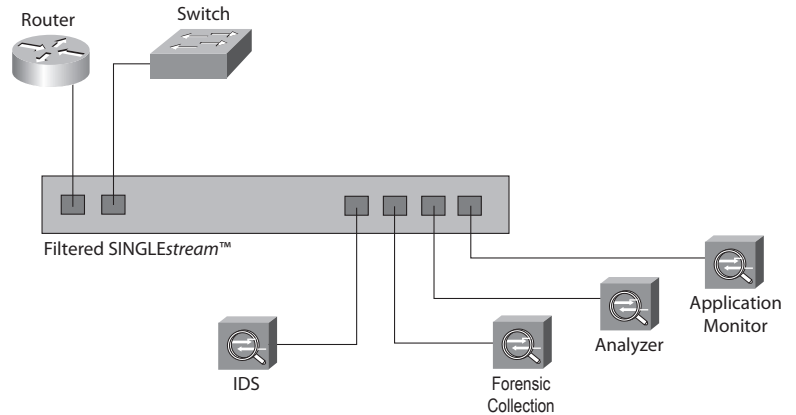 Router
Switch
Filtered SINGLEstream™
IDS
Forensic
Collection
Analyzer
Application
Monitor